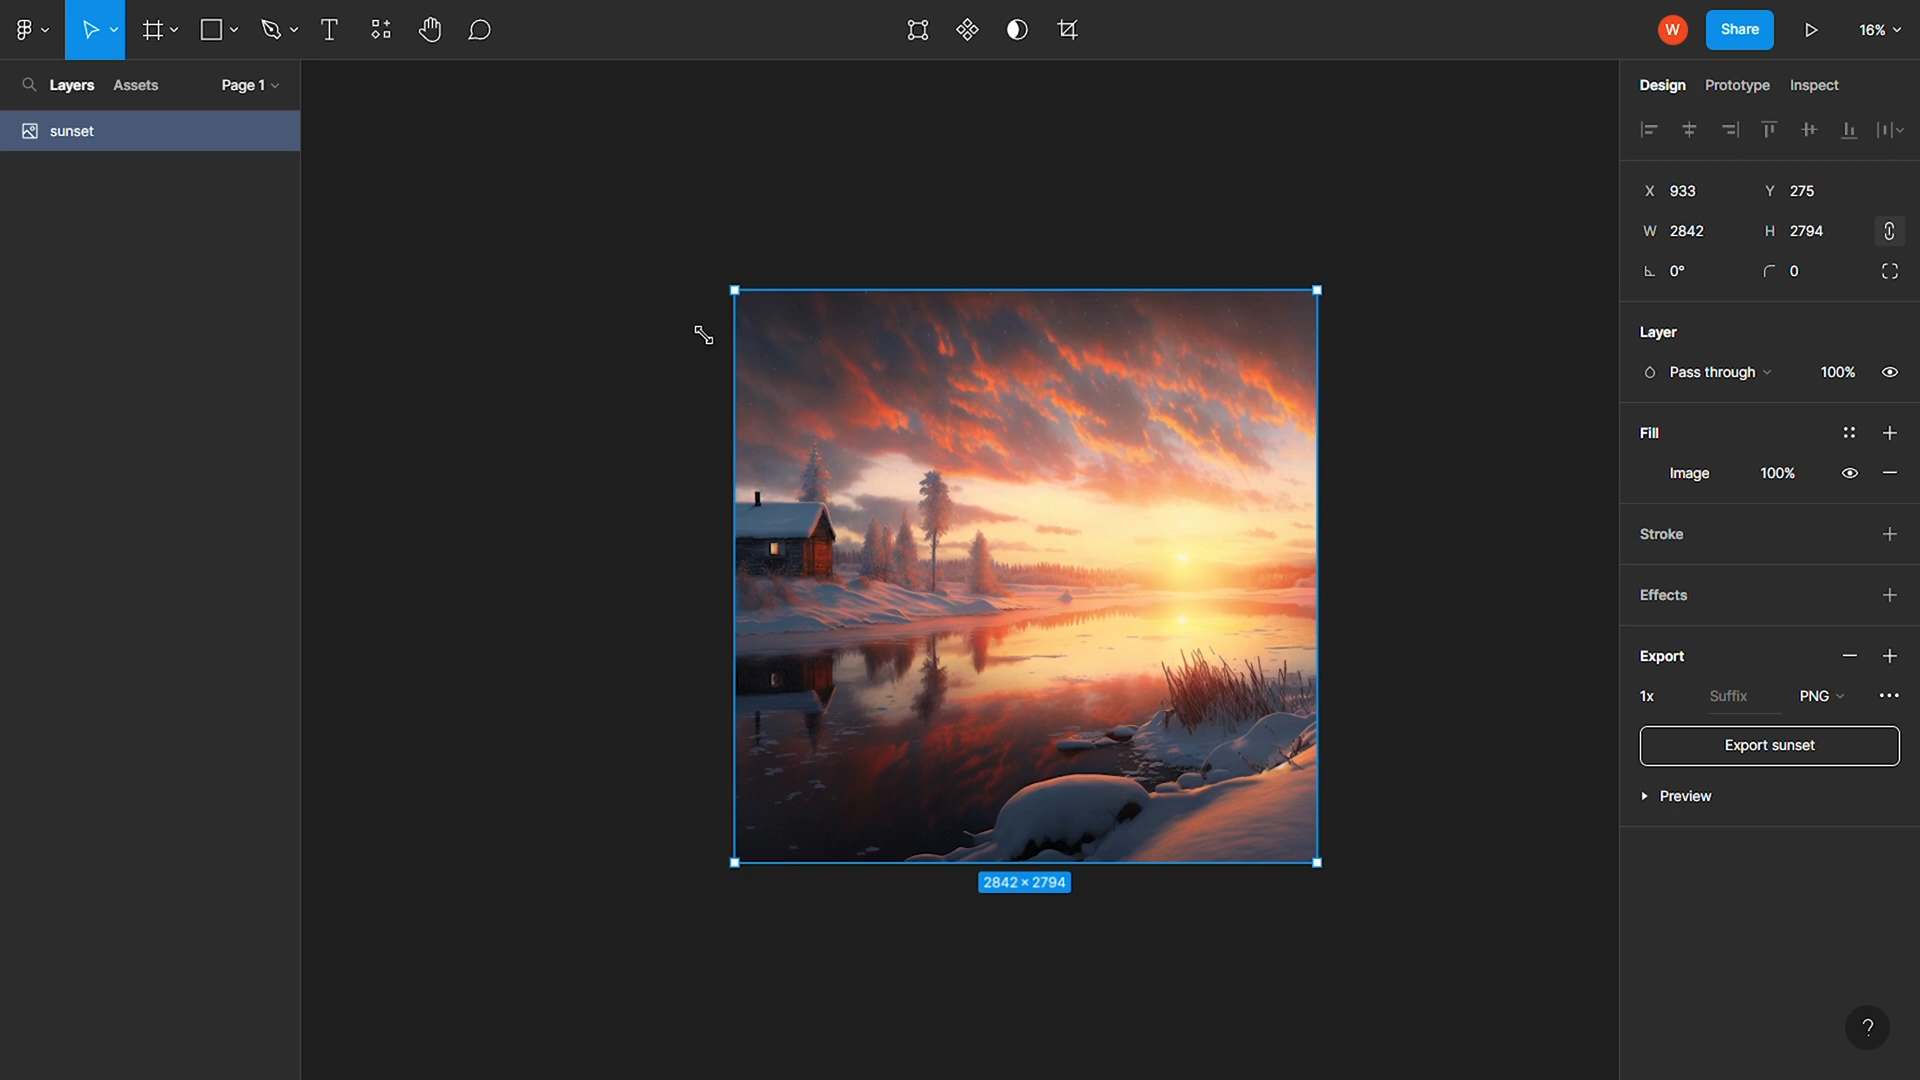 W
Share
16%
Layers
Assets
Page 1
sunset
Design
Prototype
Inspect
X 933
Y 275
W 2842
H 2794
0°
0
Layer
Pass through
100%
Fill
Image
100%
Stroke
Effects
Export
1x
Suffix
PNG
Export sunset
Preview
2842 × 2794
?